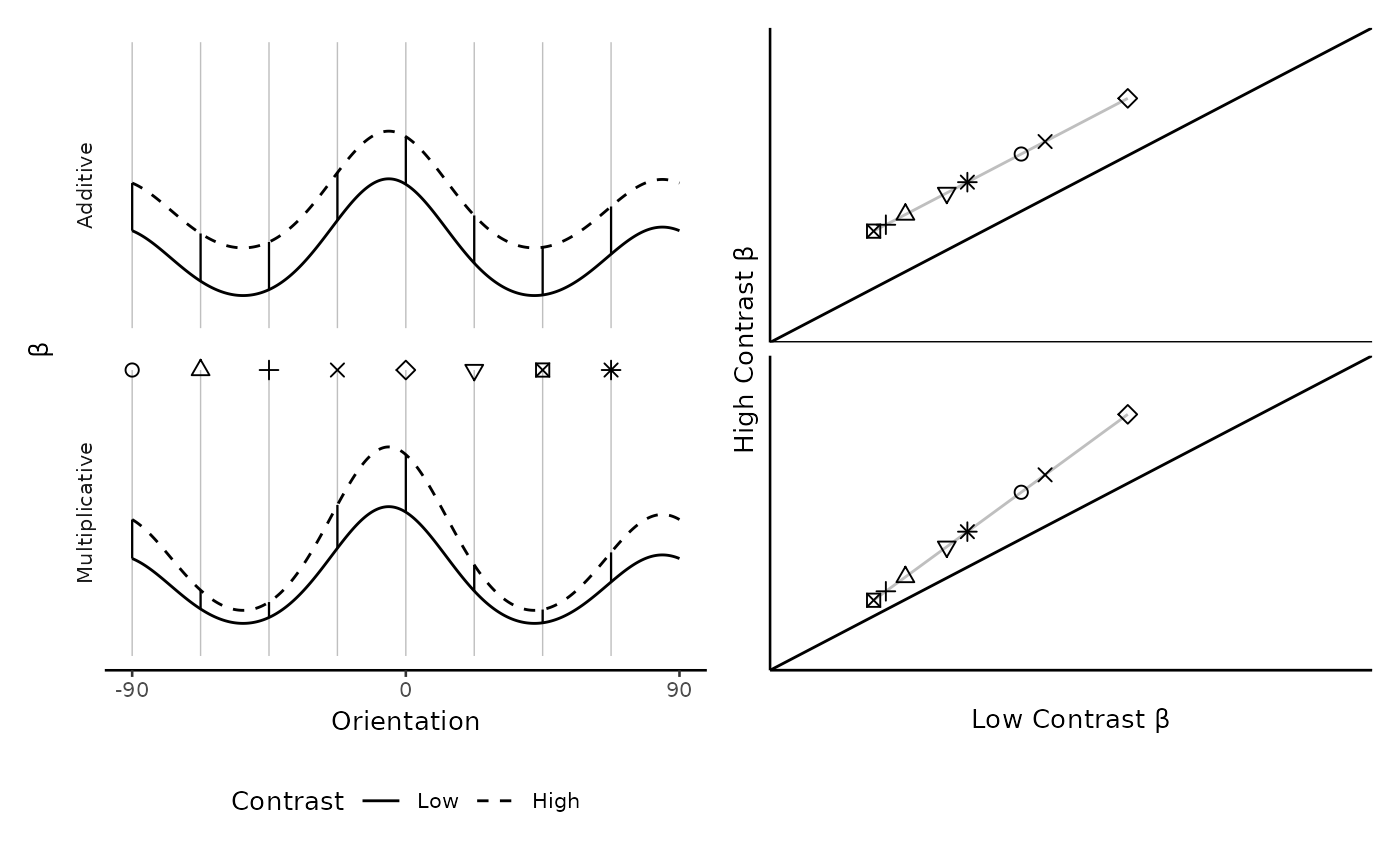 Additive
β
Multiplicative
-90 0 90
Orientation
Contrast Low High
High Contrast β
Low Contrast β